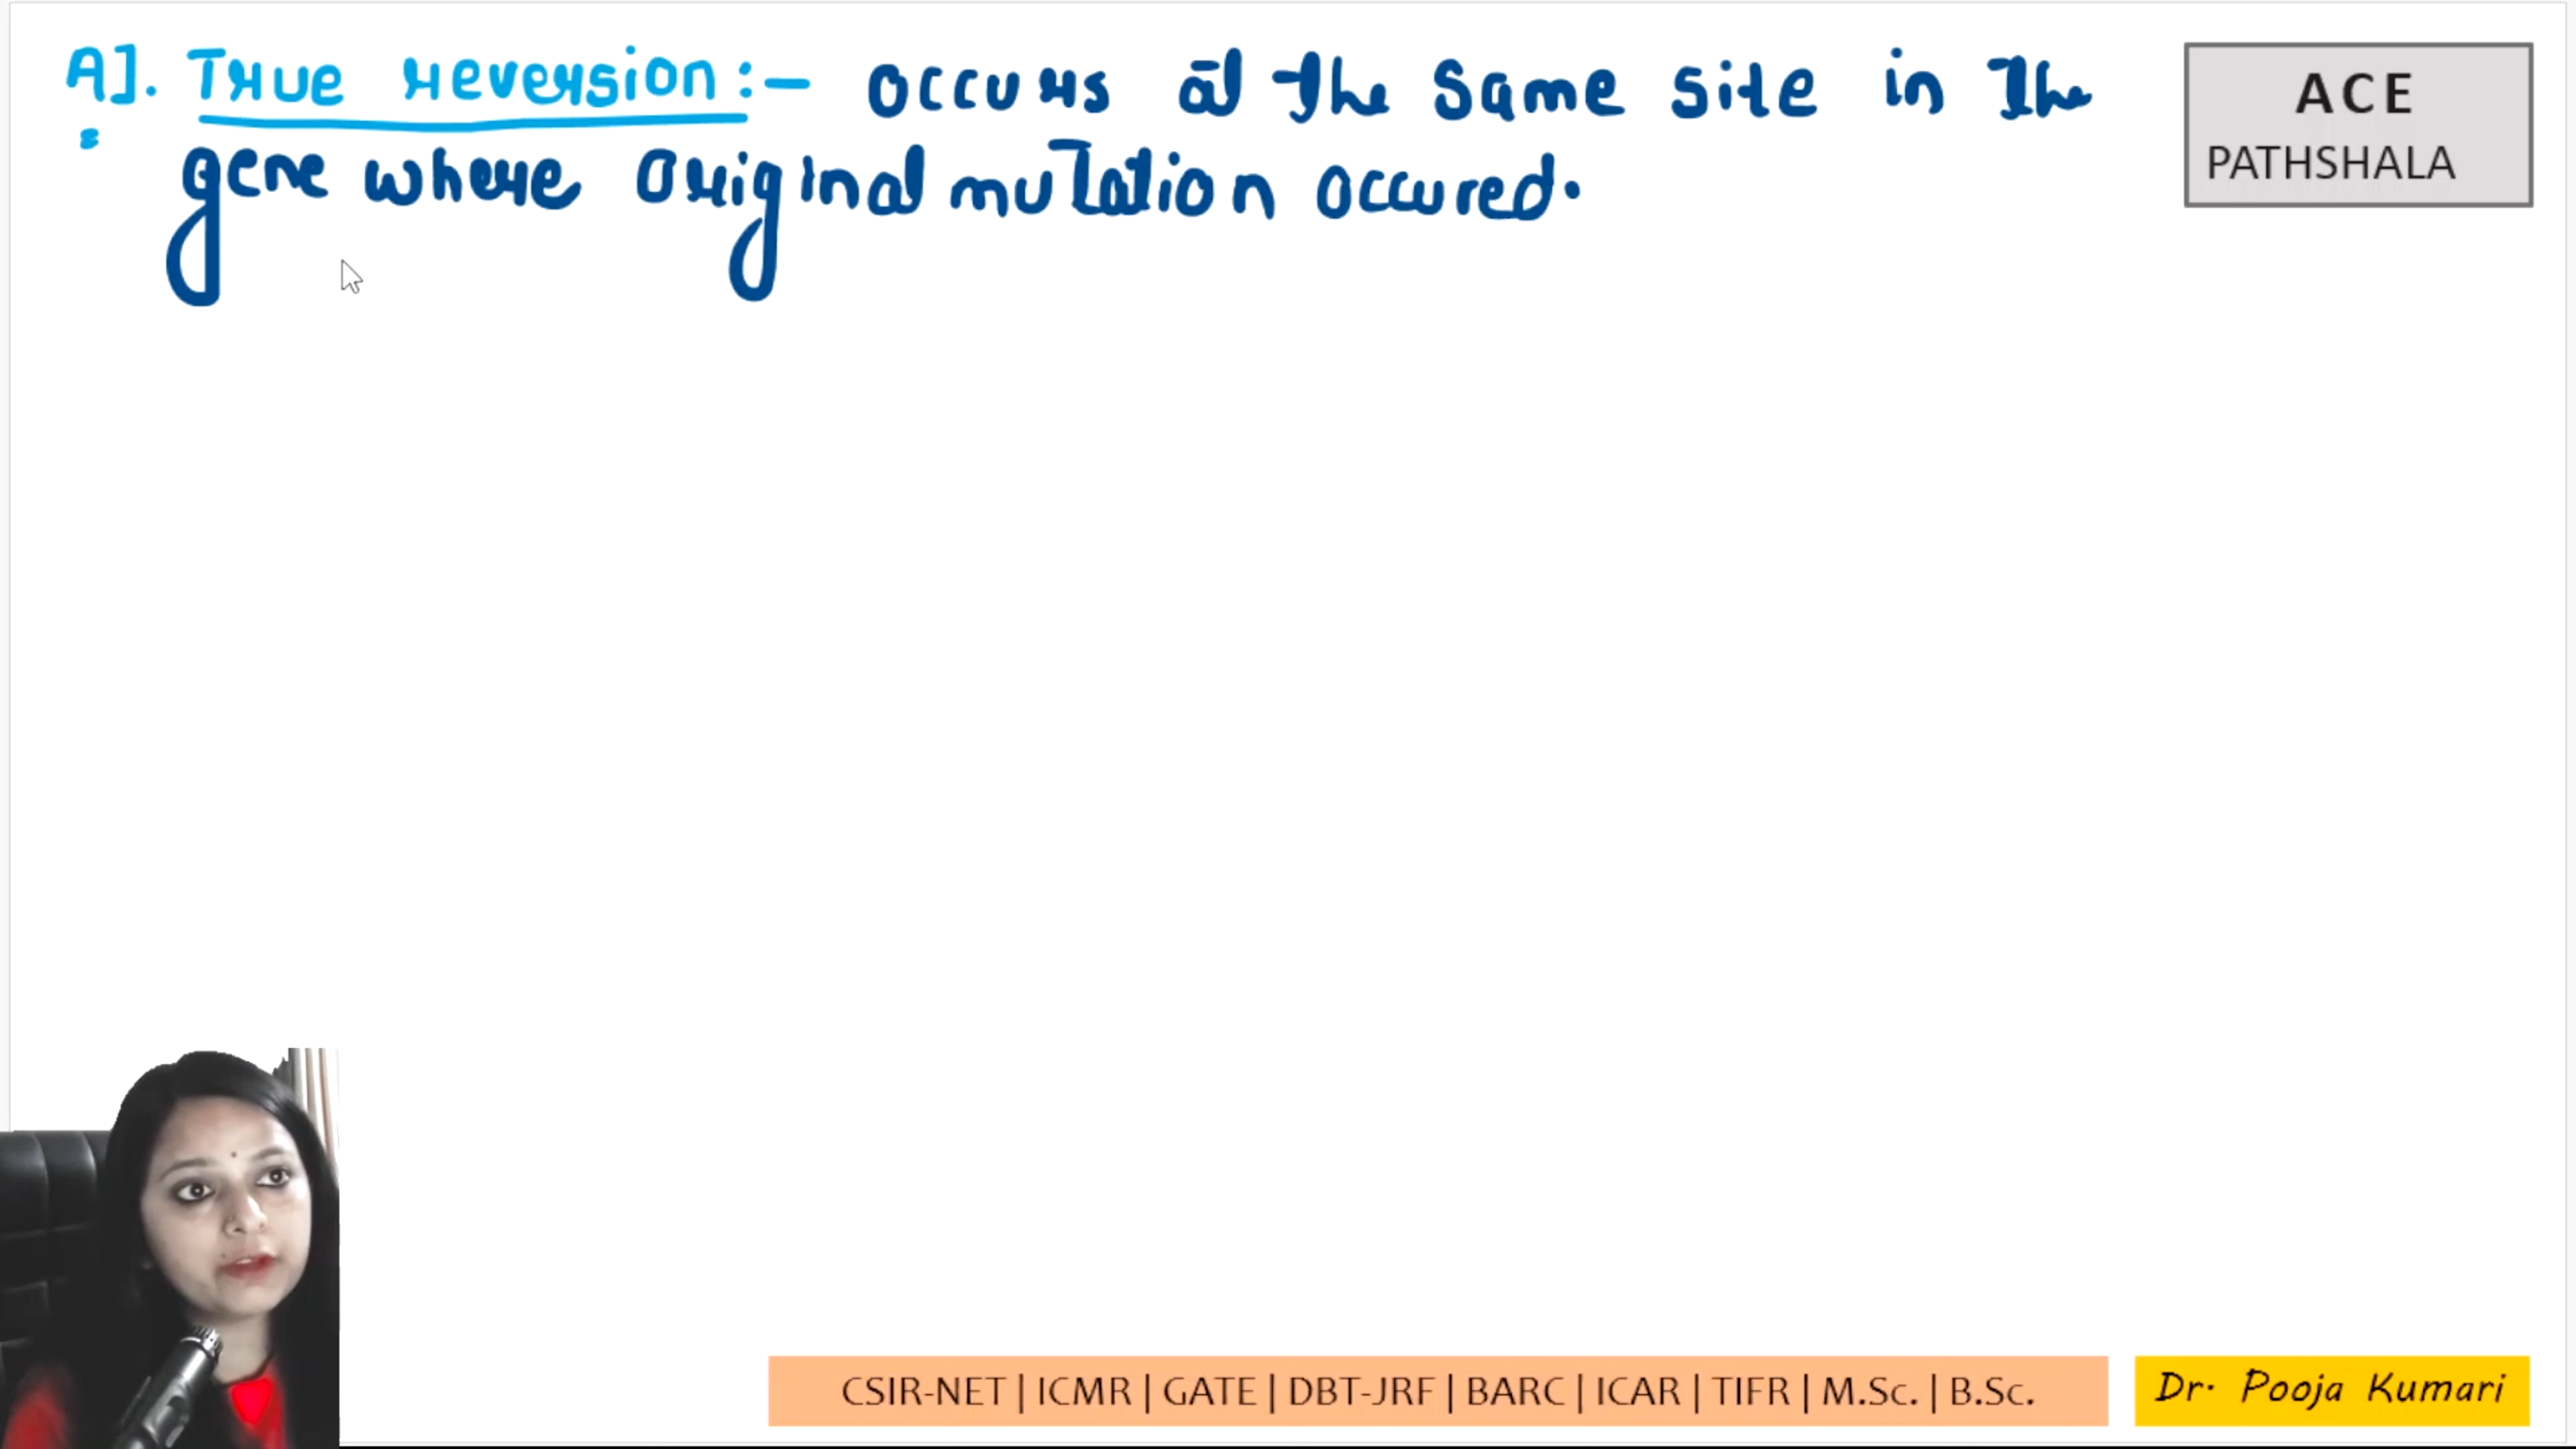 A]. True reversion :- occurs at the same site in the
gene where original mutation occured.
ACE
PATHSHALA
CSIR-NET | ICMR | GATE | DBT-JRF | BARC | ICAR | TIFR | M.Sc. | B.Sc.
Dr. Pooja Kumari